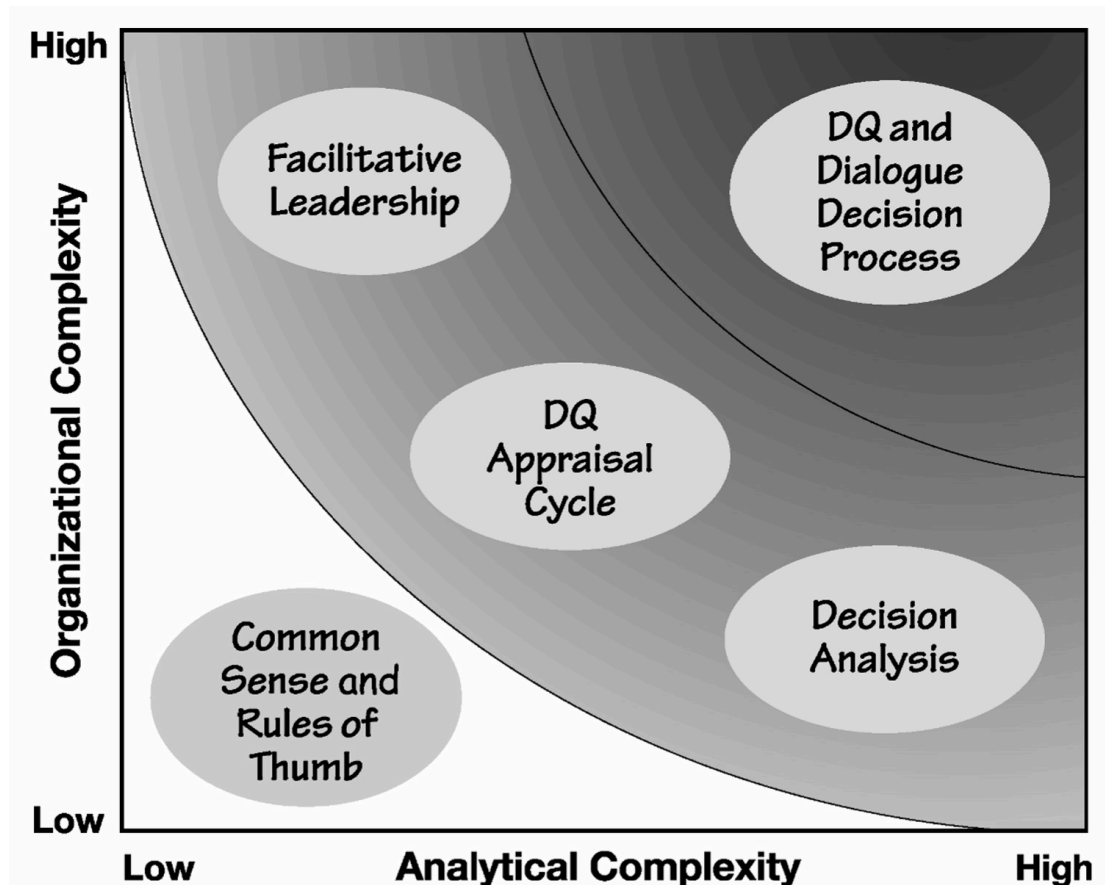 High
Facilitative
Leadership
DQ and
Dialogue
Decision
Process
Organizational Complexity
DQ
Appraisal
Cycle
Decision
Analysis
Common
Sense and
Rules of
Thumb
Low
Low
Analytical Complexity
High